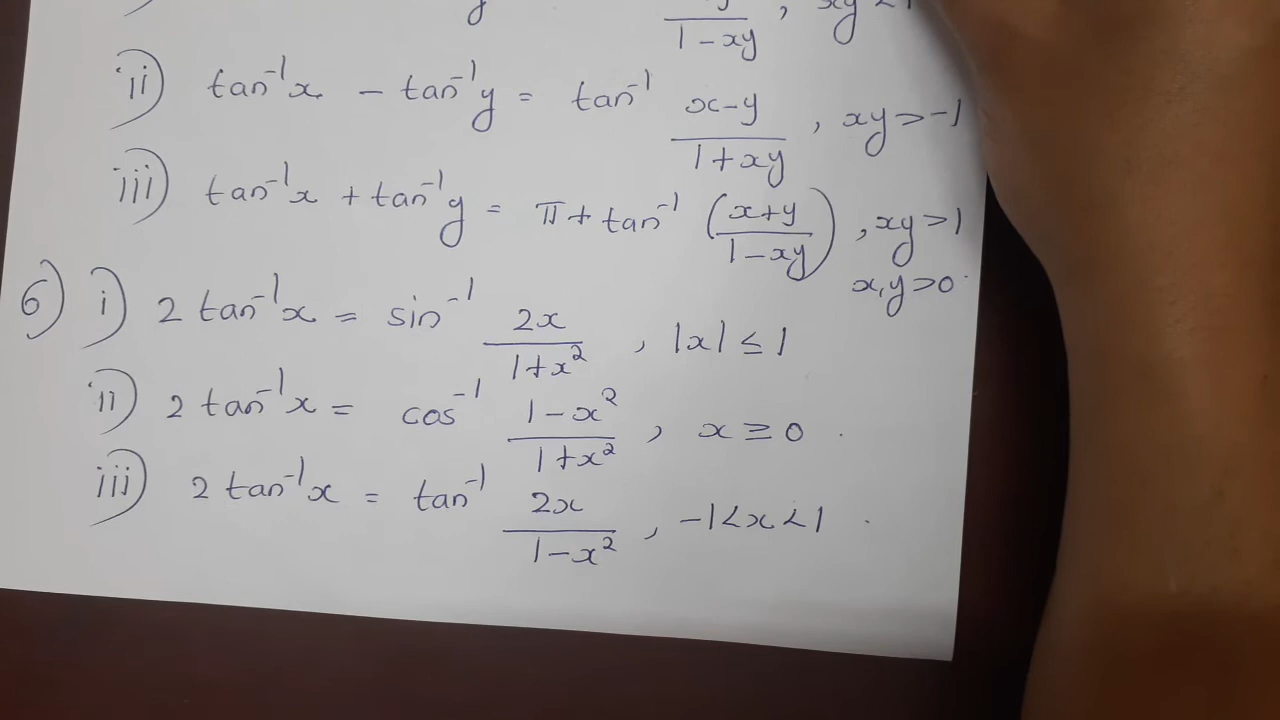 y / 1-xy , xy < 1
ii) tan⁻¹x - tan⁻¹y = tan⁻¹ x-y / 1+xy , xy > -1
iii) tan⁻¹x + tan⁻¹y = π + tan⁻¹ (x+y / 1-xy) , xy > 1
x, y > 0
6) i) 2 tan⁻¹x = sin⁻¹ 2x / 1+x² , |x| ≤ 1
ii) 2 tan⁻¹x = cos⁻¹ 1-x² / 1+x² , x ≥ 0 .
iii) 2 tan⁻¹x = tan⁻¹ 2x / 1-x² , -1<x<1 .